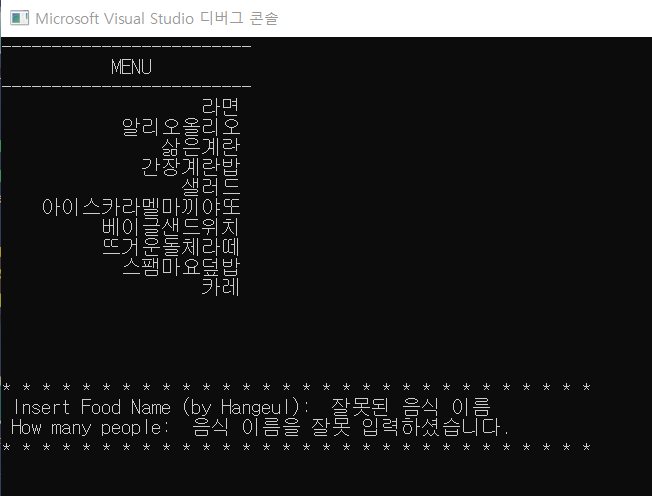 Microsoft Visual Studio 디버그 콘솔
-------------------------
MENU
-------------------------
라면
알리오올리오
삶은계란
간장계란밥
샐러드
아이스카라멜마끼야또
베이글샌드위치
뜨거운돌체라떼
스팸마요덮밥
카레
* * * * * * * * * * * * * * * * * * * * * * * * * * * * * *
Insert Food Name (by Hangeul):  잘못된 음식 이름
How many people:  음식 이름을 잘못 입력하셨습니다.
* * * * * * * * * * * * * * * * * * * * * * * * * * * * * *